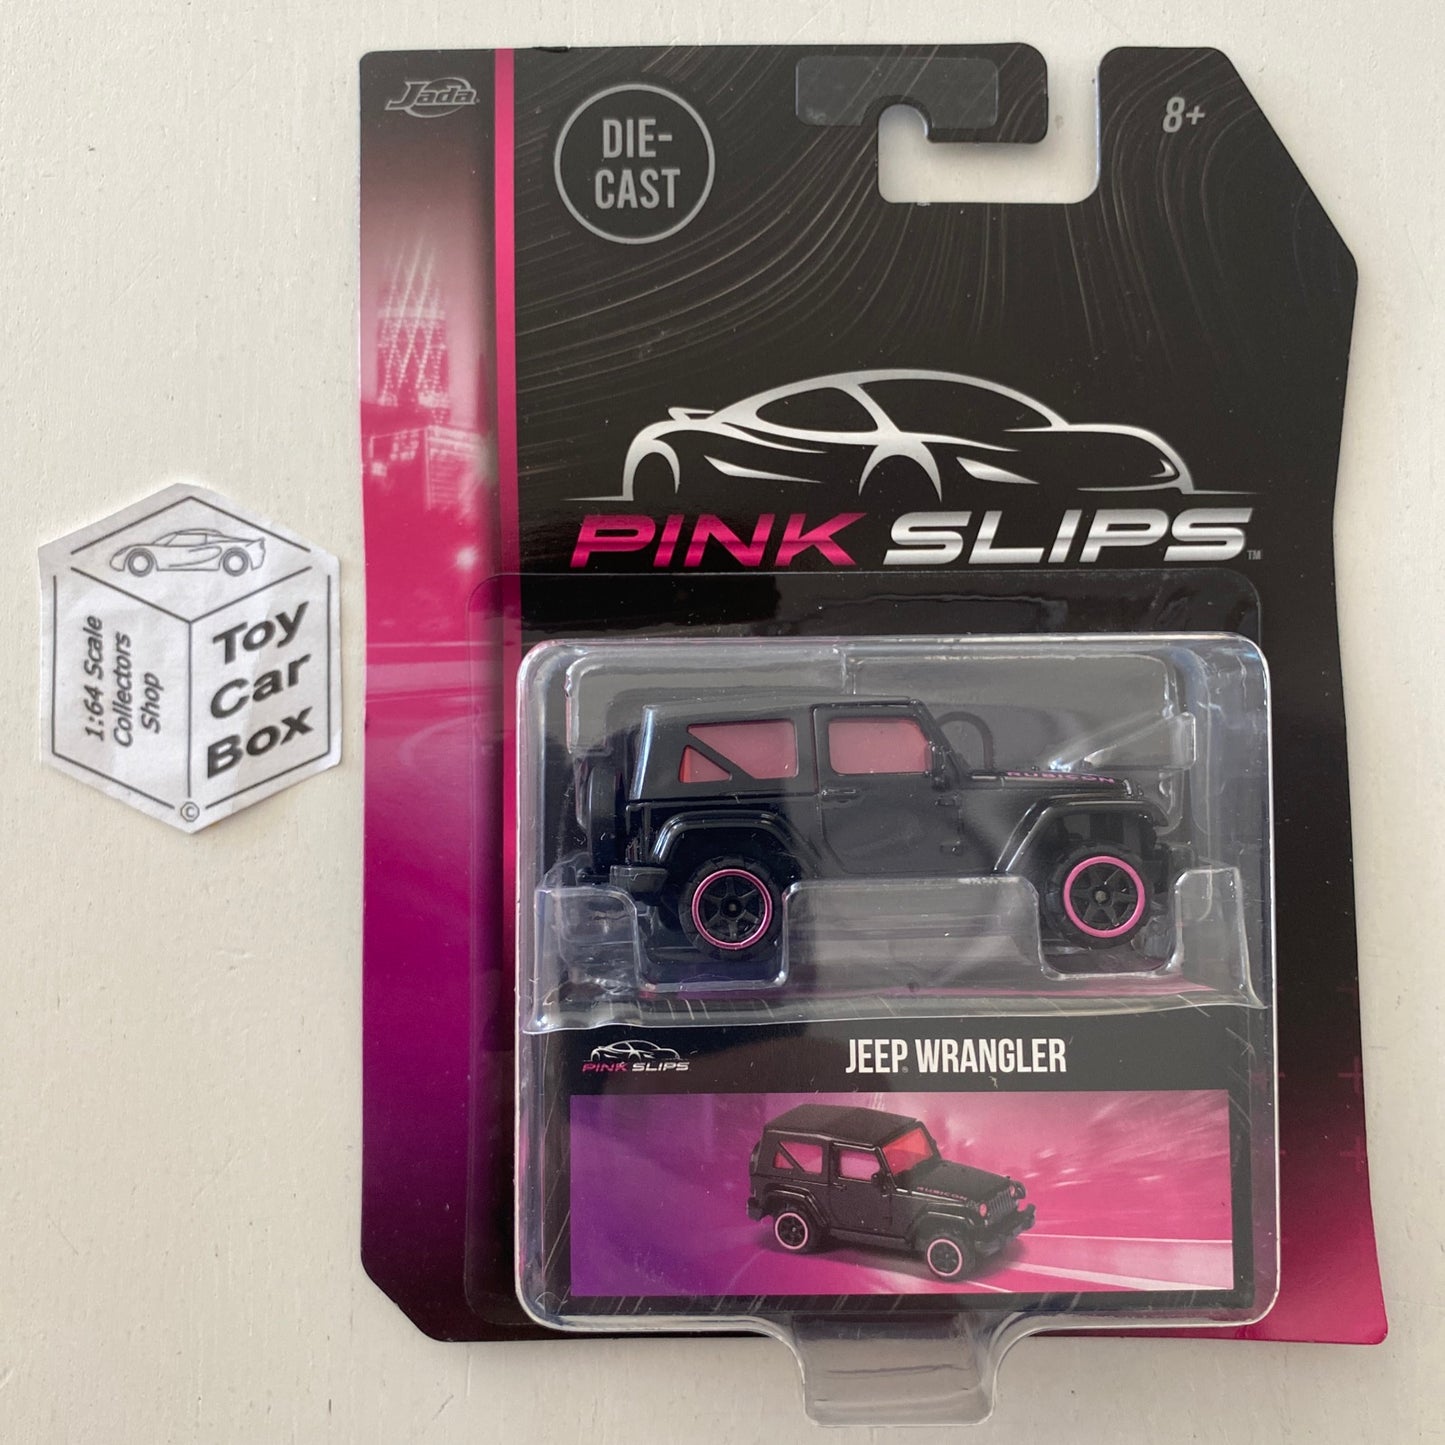 Jada
DIE-
CAST
8+
PINK SLIPS™
1:64 Scale
Collectors
Shop
Toy
Car
Box
©
RUBICON
PINK SLIPS
JEEP® WRANGLER
RUBICON